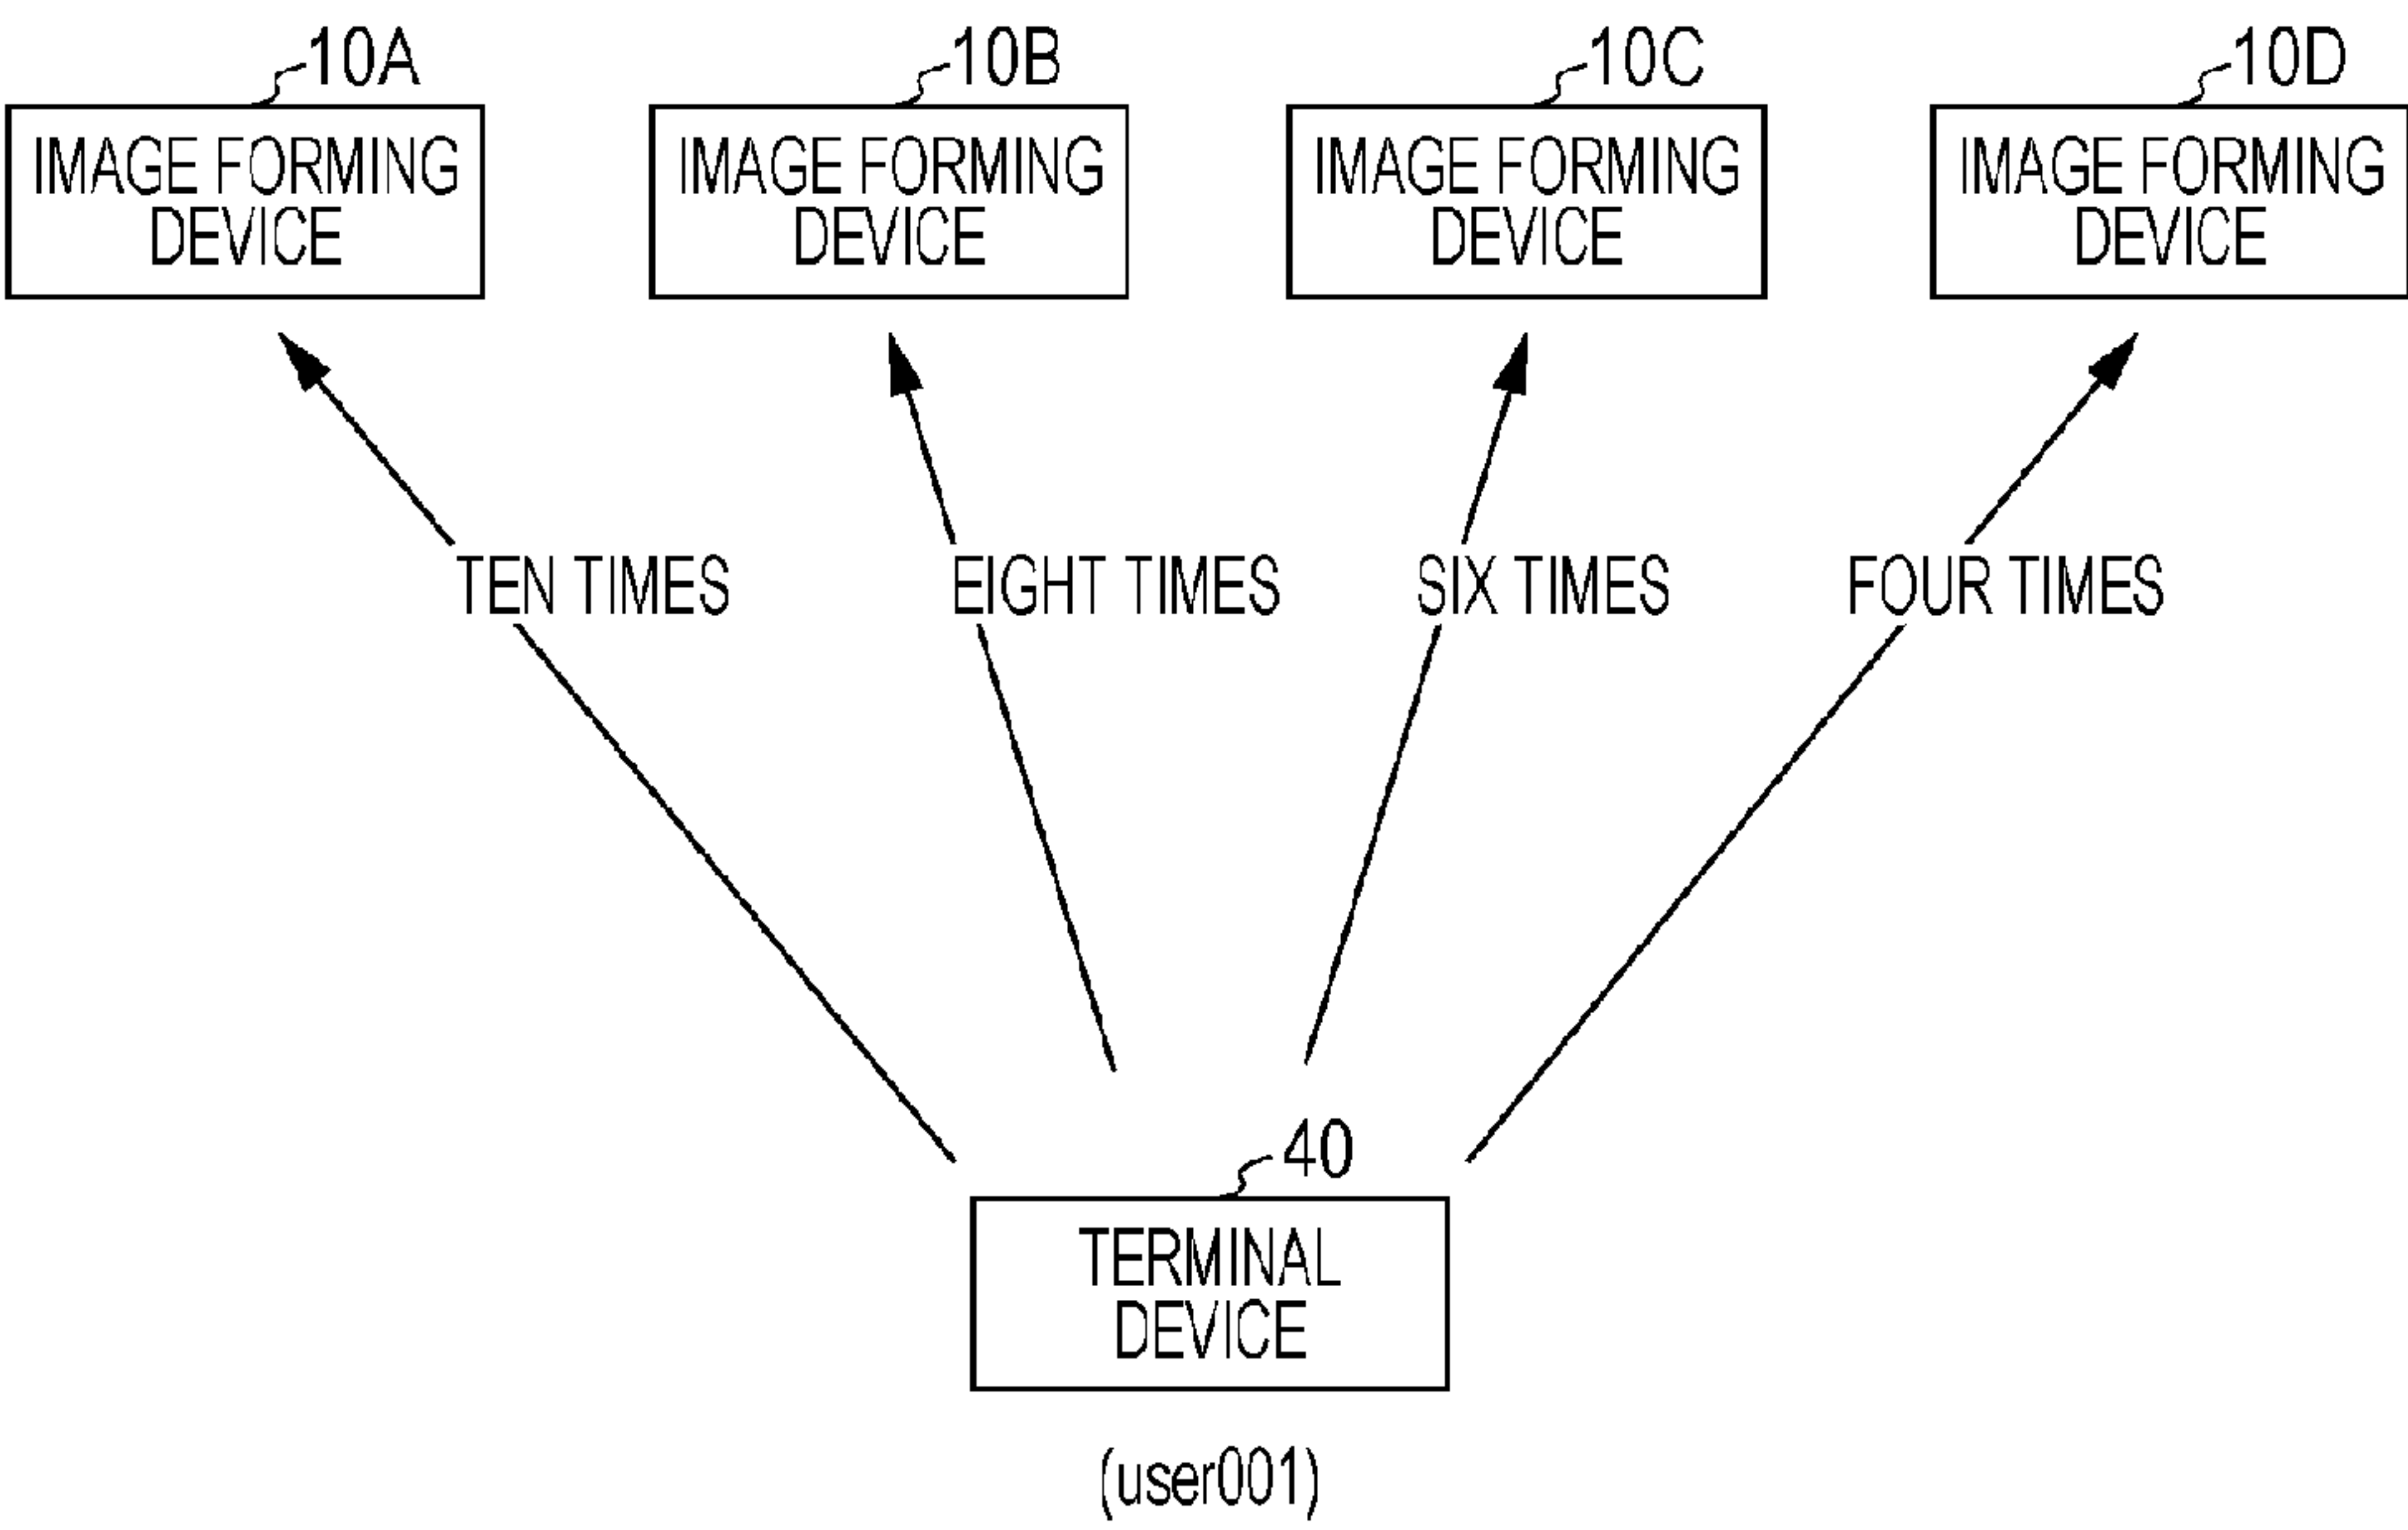 10A
10B
10C
10D
IMAGE FORMING
DEVICE
IMAGE FORMING
DEVICE
IMAGE FORMING
DEVICE
IMAGE FORMING
DEVICE
TEN TIMES
EIGHT TIMES
SIX TIMES
FOUR TIMES
40
TERMINAL
DEVICE
(user001)